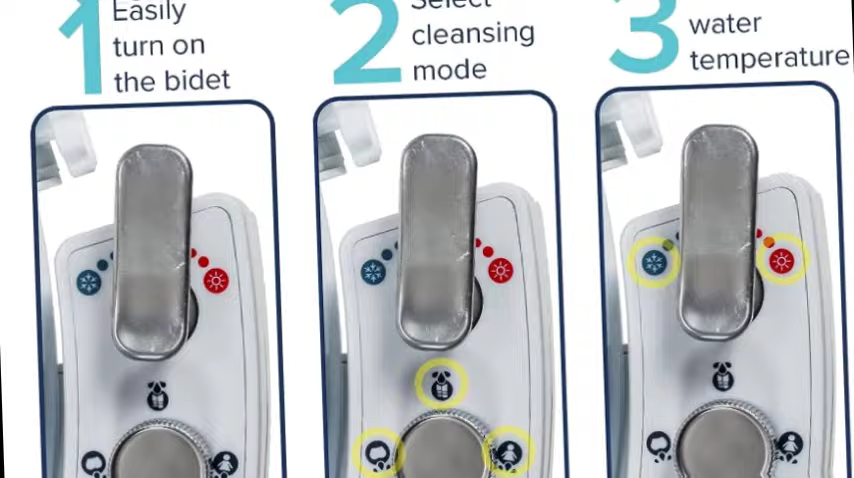 1
Easily
turn on
the bidet
2
Select
cleansing
mode
3
water
temperature